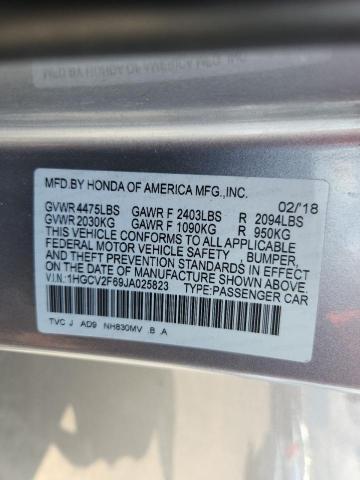 MFD.BY HONDA OF AMERICA MFG.,INC. 02/'18
GVWR 4475LBS GAWR F 2403LBS R 2094LBS
GVWR 2030KG GAWR F 1090KG R 950KG
THIS VEHICLE CONFORMS TO ALL APPLICABLE
FEDERAL MOTOR VEHICLE SAFETY, BUMPER,
AND THEFT PREVENTION STANDARDS IN EFFECT
ON THE DATE OF MANUFACTURE SHOWN ABOVE.
V.I.N.:1HGCV2F69JA025823 TYPE:PASSENGER CAR
TVC J AD9 NH830MV .B .A